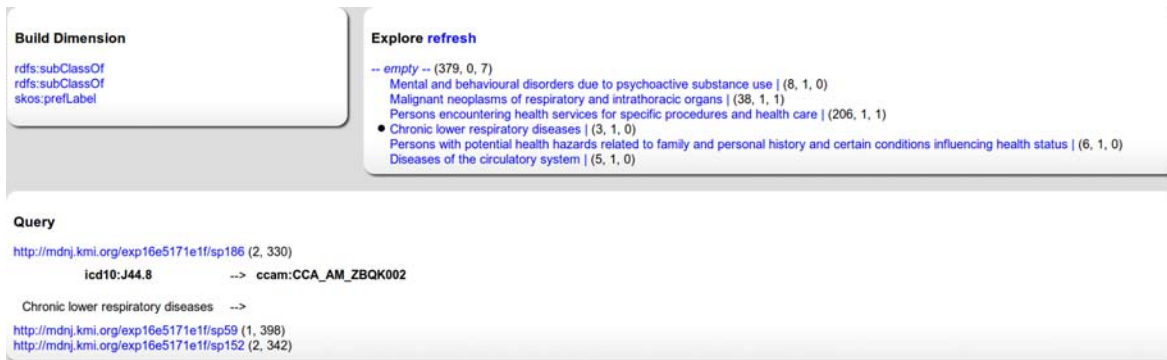 Build Dimension
rdfs:subClassOf
rdfs:subClassOf
skos:prefLabel
Explore refresh
-- empty -- (379, 0, 7)
Mental and behavioural disorders due to psychoactive substance use | (8, 1, 0)
Malignant neoplasms of respiratory and intrathoracic organs | (38, 1, 1)
Persons encountering health services for specific procedures and health care | (206, 1, 1)
Chronic lower respiratory diseases | (3, 1, 0)
Persons with potential health hazards related to family and personal history and certain conditions influencing health status | (6, 1, 0)
Diseases of the circulatory system | (5, 1, 0)
Query
http://mdnj.kmi.org/exp16e5171e1f/sp186 (2, 330)
icd10:J44.8 --> ccam:CCA_AM_ZBQK002
Chronic lower respiratory diseases -->
http://mdnj.kmi.org/exp16e5171e1f/sp59 (1, 398)
http://mdnj.kmi.org/exp16e5171e1f/sp152 (2, 342)